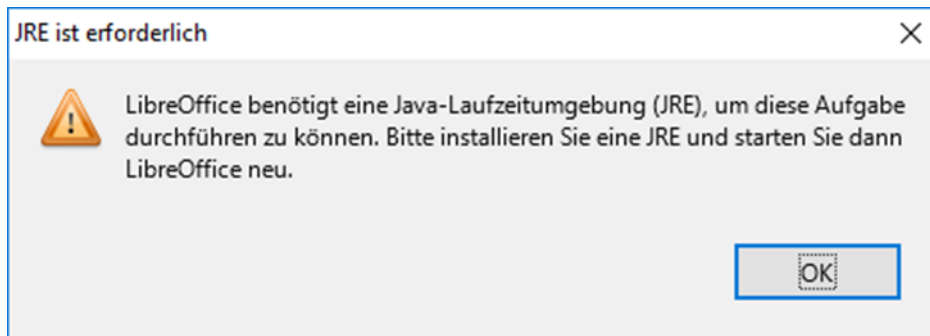 JRE ist erforderlich
LibreOffice benötigt eine Java-Laufzeitumgebung (JRE), um diese Aufgabe
durchführen zu können. Bitte installieren Sie eine JRE und starten Sie dann
LibreOffice neu.
OK